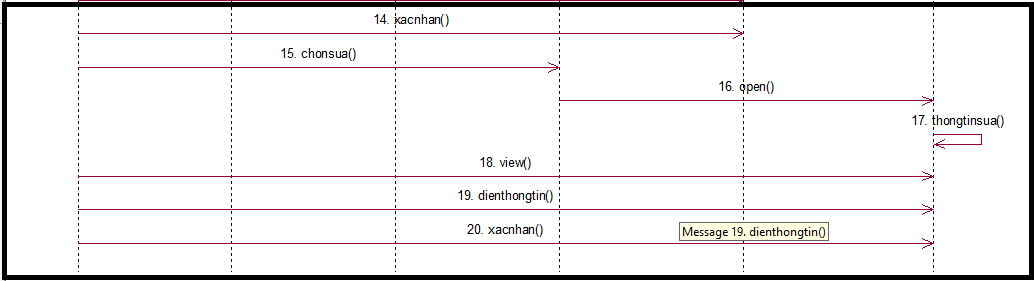 14. xacnhan()
15. chonsua()
16. open()
17. thongtinsua()
18. view()
19. dienthongtin()
20. xacnhan()
Message 19. dienthongtin()